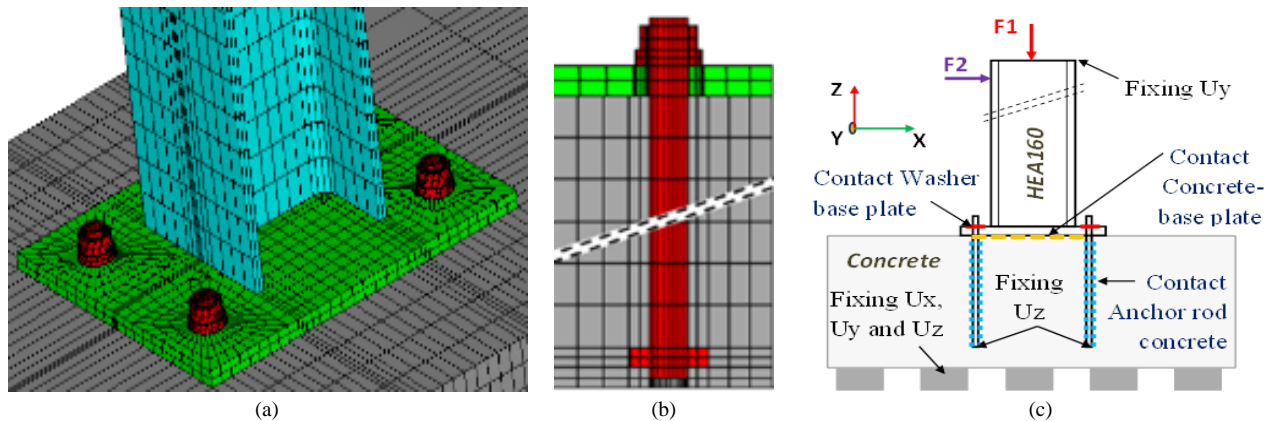 F1
F2
Z
Y
X
Fixing Uy
HEA160
Contact
Concrete-
base plate
Contact Washer
base plate
Concrete
Fixing Ux,
Uy and Uz
Fixing
Uz
Contact
Anchor rod
concrete
(a)
(b)
(c)